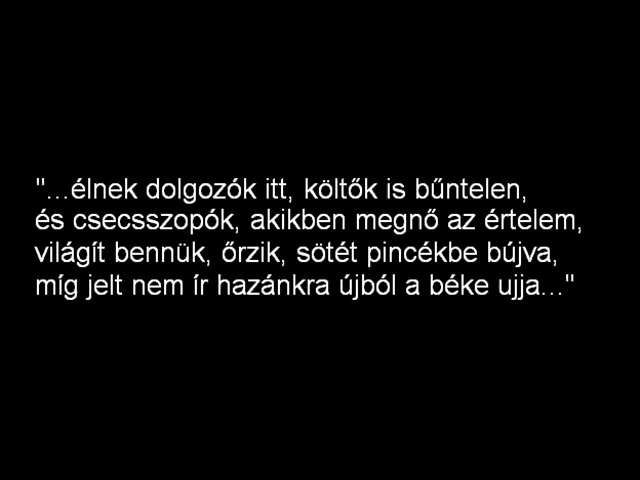 "...élnek dolgozók itt, költők is bűntelen,
és csecsszopók, akikben megnő az értelem,
világít bennük, őrzik, sötét pincékbe bújva,
míg jelt nem ír hazánkra újból a béke ujja..."